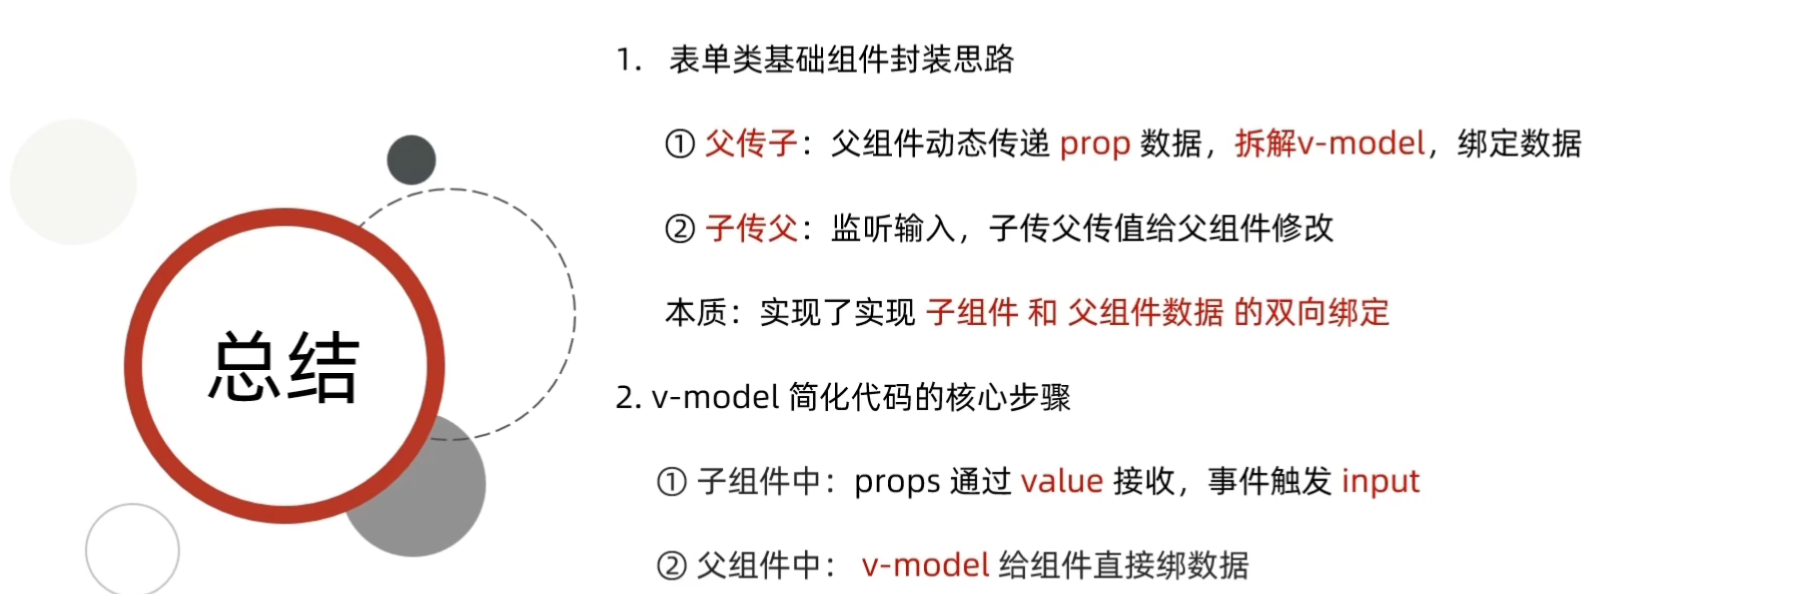 总结
1. 表单类基础组件封装思路
① 父传子：父组件动态传递 prop 数据，拆解v-model，绑定数据
② 子传父：监听输入，子传父传值给父组件修改
本质：实现了实现 子组件 和 父组件数据 的双向绑定
2. v-model 简化代码的核心步骤
① 子组件中：props 通过 value 接收，事件触发 input
② 父组件中： v-model 给组件直接绑数据